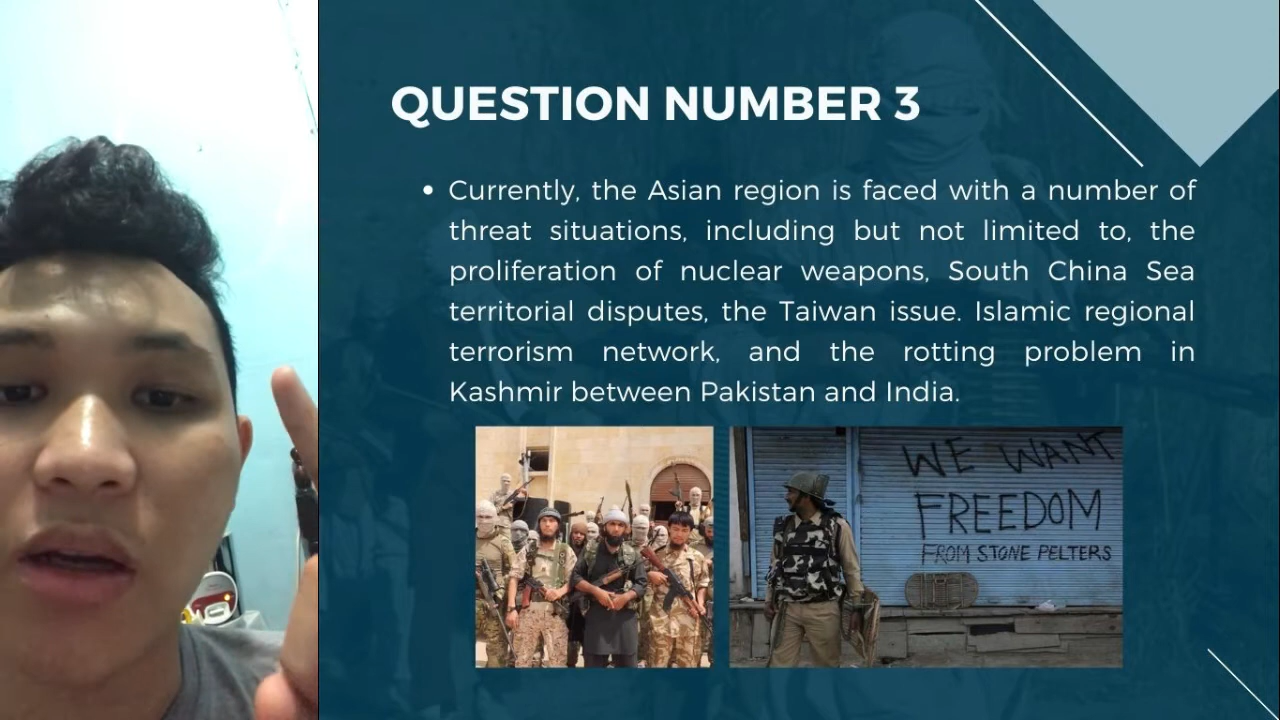 QUESTION NUMBER 3
• Currently, the Asian region is faced with a number of
threat situations, including but not limited to, the
proliferation of nuclear weapons, South China Sea
territorial disputes, the Taiwan issue. Islamic regional
terrorism network, and the rotting problem in
Kashmir between Pakistan and India.
WE WANT
FREEDOM
FROM STONE PELTERS